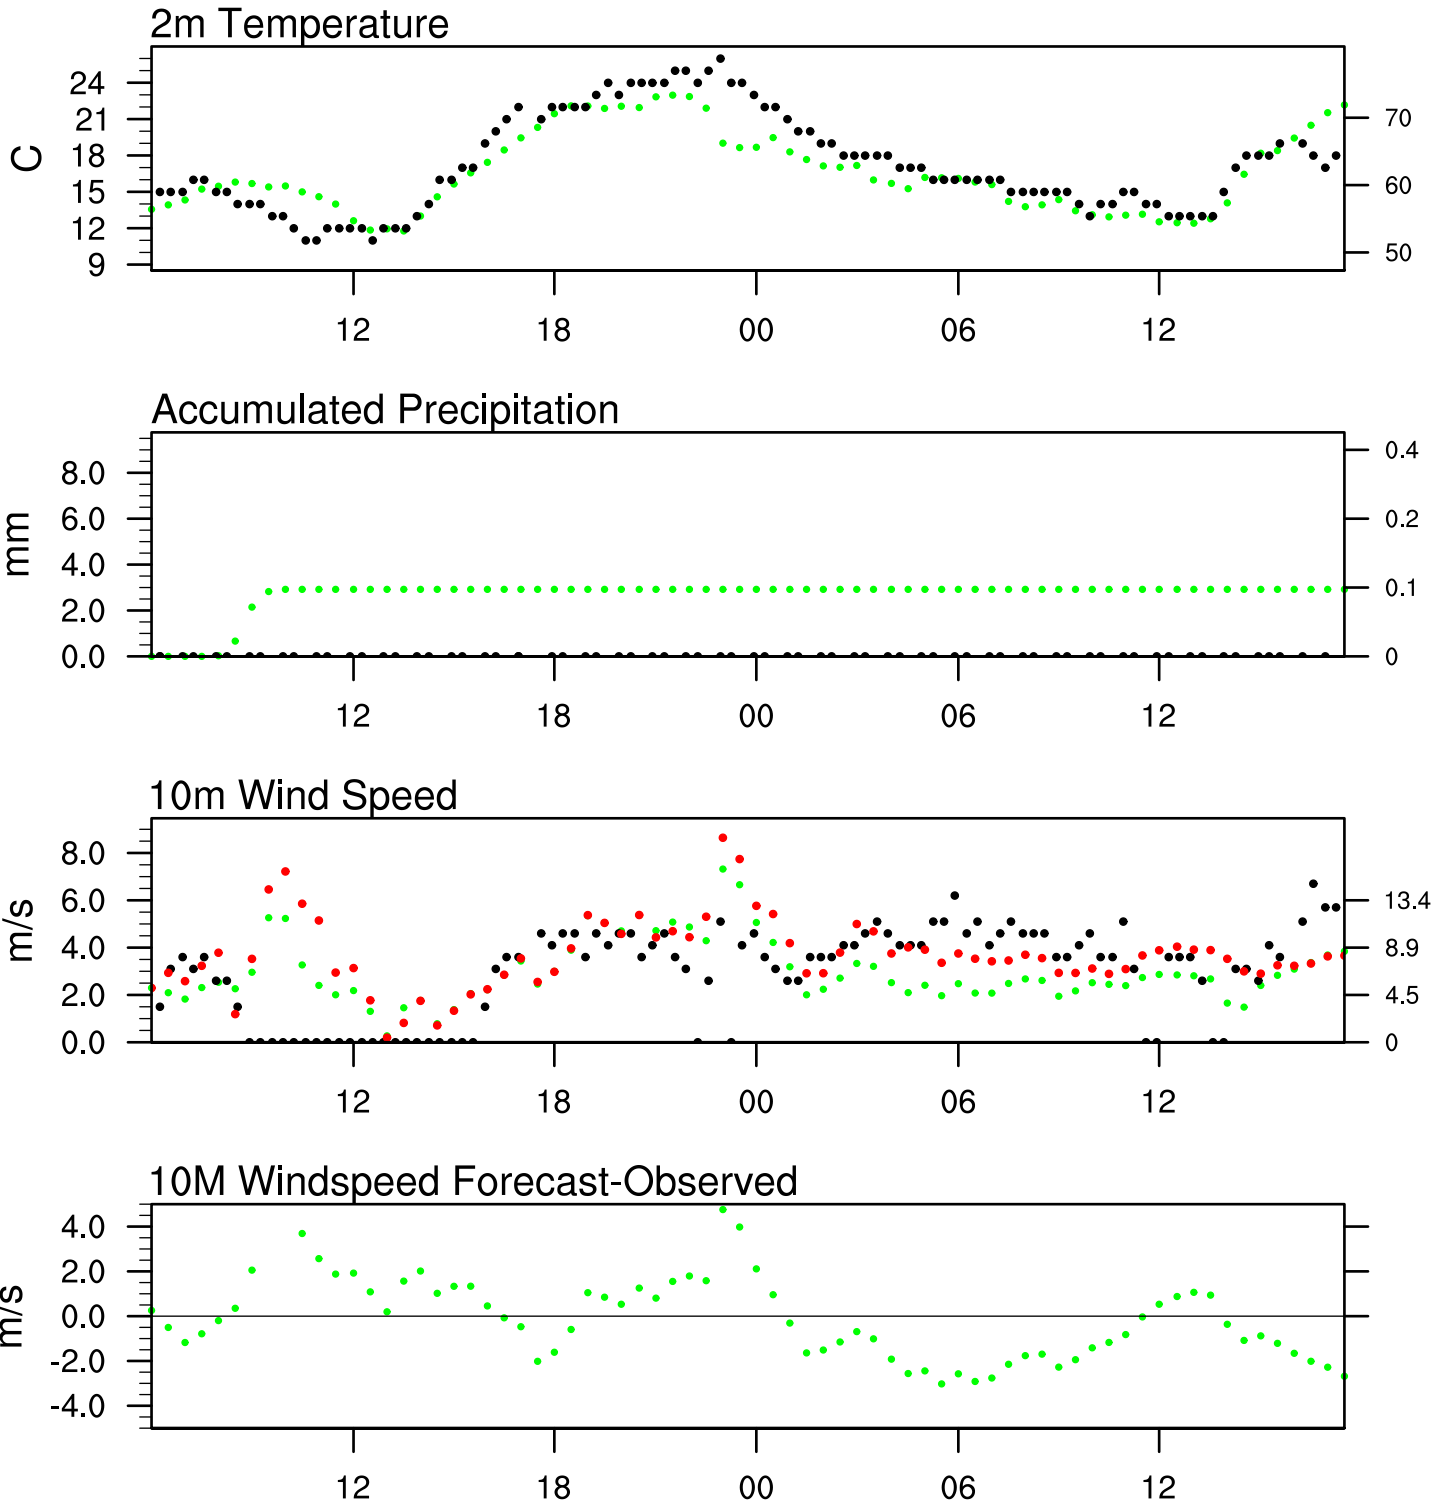 2m Temperature
C
24
21
18
15
12
9
70
60
50
12 18 00 06 12
Accumulated Precipitation
mm
8.0
6.0
4.0
2.0
0.0
0.4
0.2
0.1
0
12 18 00 06 12
10m Wind Speed
m/s
8.0
6.0
4.0
2.0
0.0
13.4
8.9
4.5
0
12 18 00 06 12
10M Windspeed Forecast-Observed
m/s
4.0
2.0
0.0
-2.0
-4.0
12 18 00 06 12